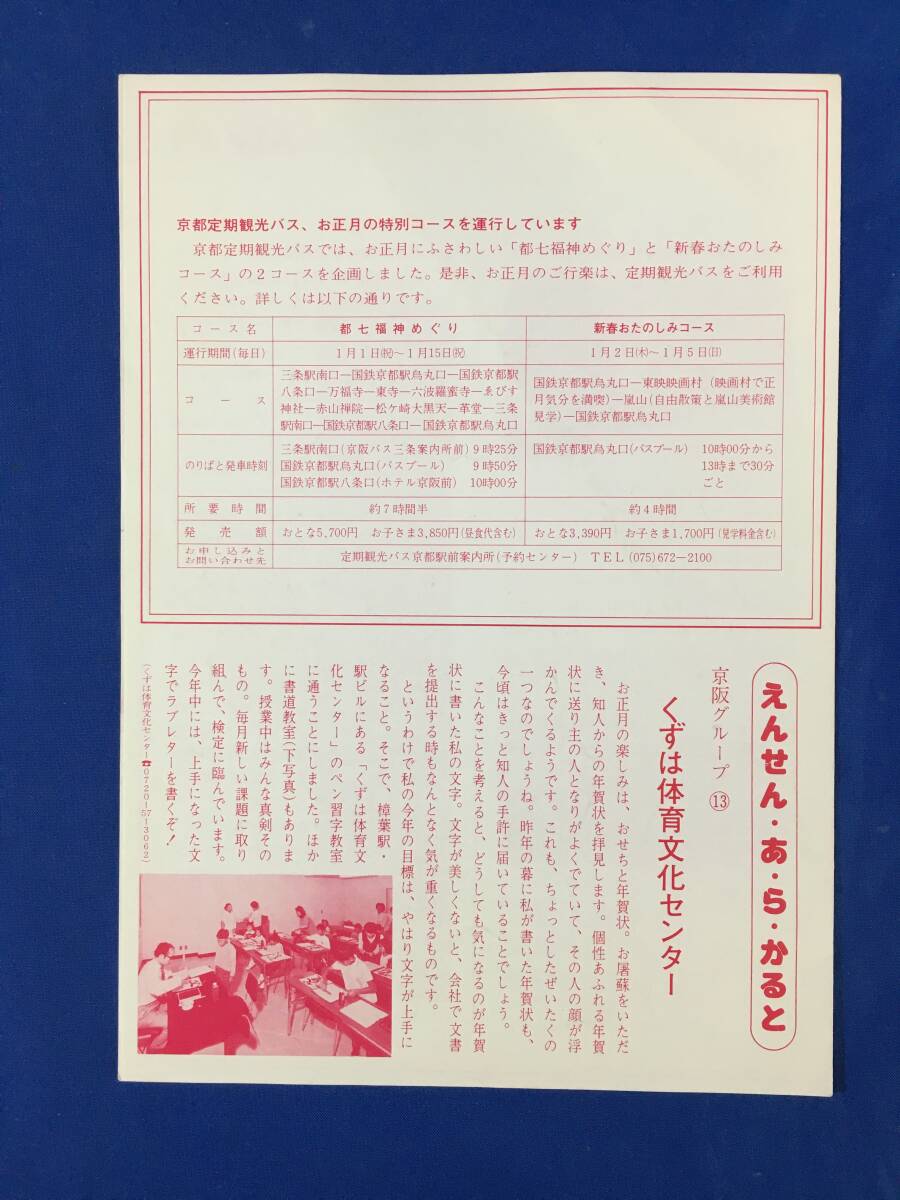 京都定期観光バス、お正月の特別コースを運行しています
京都定期観光バスでは、お正月にふさわしい「都七福神めぐり」と「新春おたのしみ
コース」の2コースを企画しました。是非、お正月のご行楽は、定期観光バスをご利用
ください。詳しくは以下の通りです。
コース名 都七福神めぐり 新春おたのしみコース
運行期間(毎日) 1月1日(祝)〜1月15日(祝) 1月2日(木)〜1月5日(日)
コース
三条駅南口―国鉄京都駅烏丸口―国鉄京都駅
八条口―万福寺―東寺―六波羅蜜寺―ゑびす
神社―赤山禅院―松ケ崎大黒天―革堂―三条
駅南口―国鉄京都駅八条口―国鉄京都駅烏丸口
国鉄京都駅烏丸口―東映映画村(映画村で正
月気分を満喫)―嵐山(自由散策と嵐山美術館
見学)―国鉄京都駅烏丸口
のりばと発車時刻
三条駅南口(京阪バス三条案内所前)9時25分
国鉄京都駅烏丸口(バスプール) 9時50分
国鉄京都駅八条口(ホテル京阪前) 10時00分
国鉄京都駅烏丸口(バスプール) 10時00分から
13時まで30分
ごと
所要時間 約7時間半 約4時間
発売額 おとな5,700円 お子さま3,850円(昼食代含む) おとな3,390円 お子さま1,700円(見学料金含む)
お申し込みと
お問い合わせ先
定期観光バス京都駅前案内所(予約センター) TEL(075)672−2100
えんせん・あ・ら・かると
京阪グループ⑬
くずは体育文化センター
お正月の楽しみは、おせちと年賀状。お屠蘇をいただ
き、知人からの年賀状を拝見します。個性あふれる年賀
状に送り主の人となりがよくでていて、その人の顔が浮
かんでくるようです。これも、ちょっとしたぜいたくの
一つなのでしょうね。昨年の暮に私が書いた年賀状も、
今頃はきっと知人の手許に届いていることでしょう。
こんなことを考えると、どうしても気になるのが年賀
状に書いた私の文字。文字が美しくないと、会社で文書
を提出する時もなんとなく気が重くなるものです。
というわけで私の今年の目標は、やはり文字が上手に
なること。そこで、樟葉駅・
駅ビルにある「くずは体育文
化センター」のペン習字教室
に通うことにしました。ほか
に書道教室(下写真)もありま
す。授業中はみんな真剣その
もの。毎月新しい課題に取り
組んで、検定に臨んでいます。
今年中には、上手になった文
字でラブレターを書くぞ!
(くずは体育文化センター☎0720−57−3062)